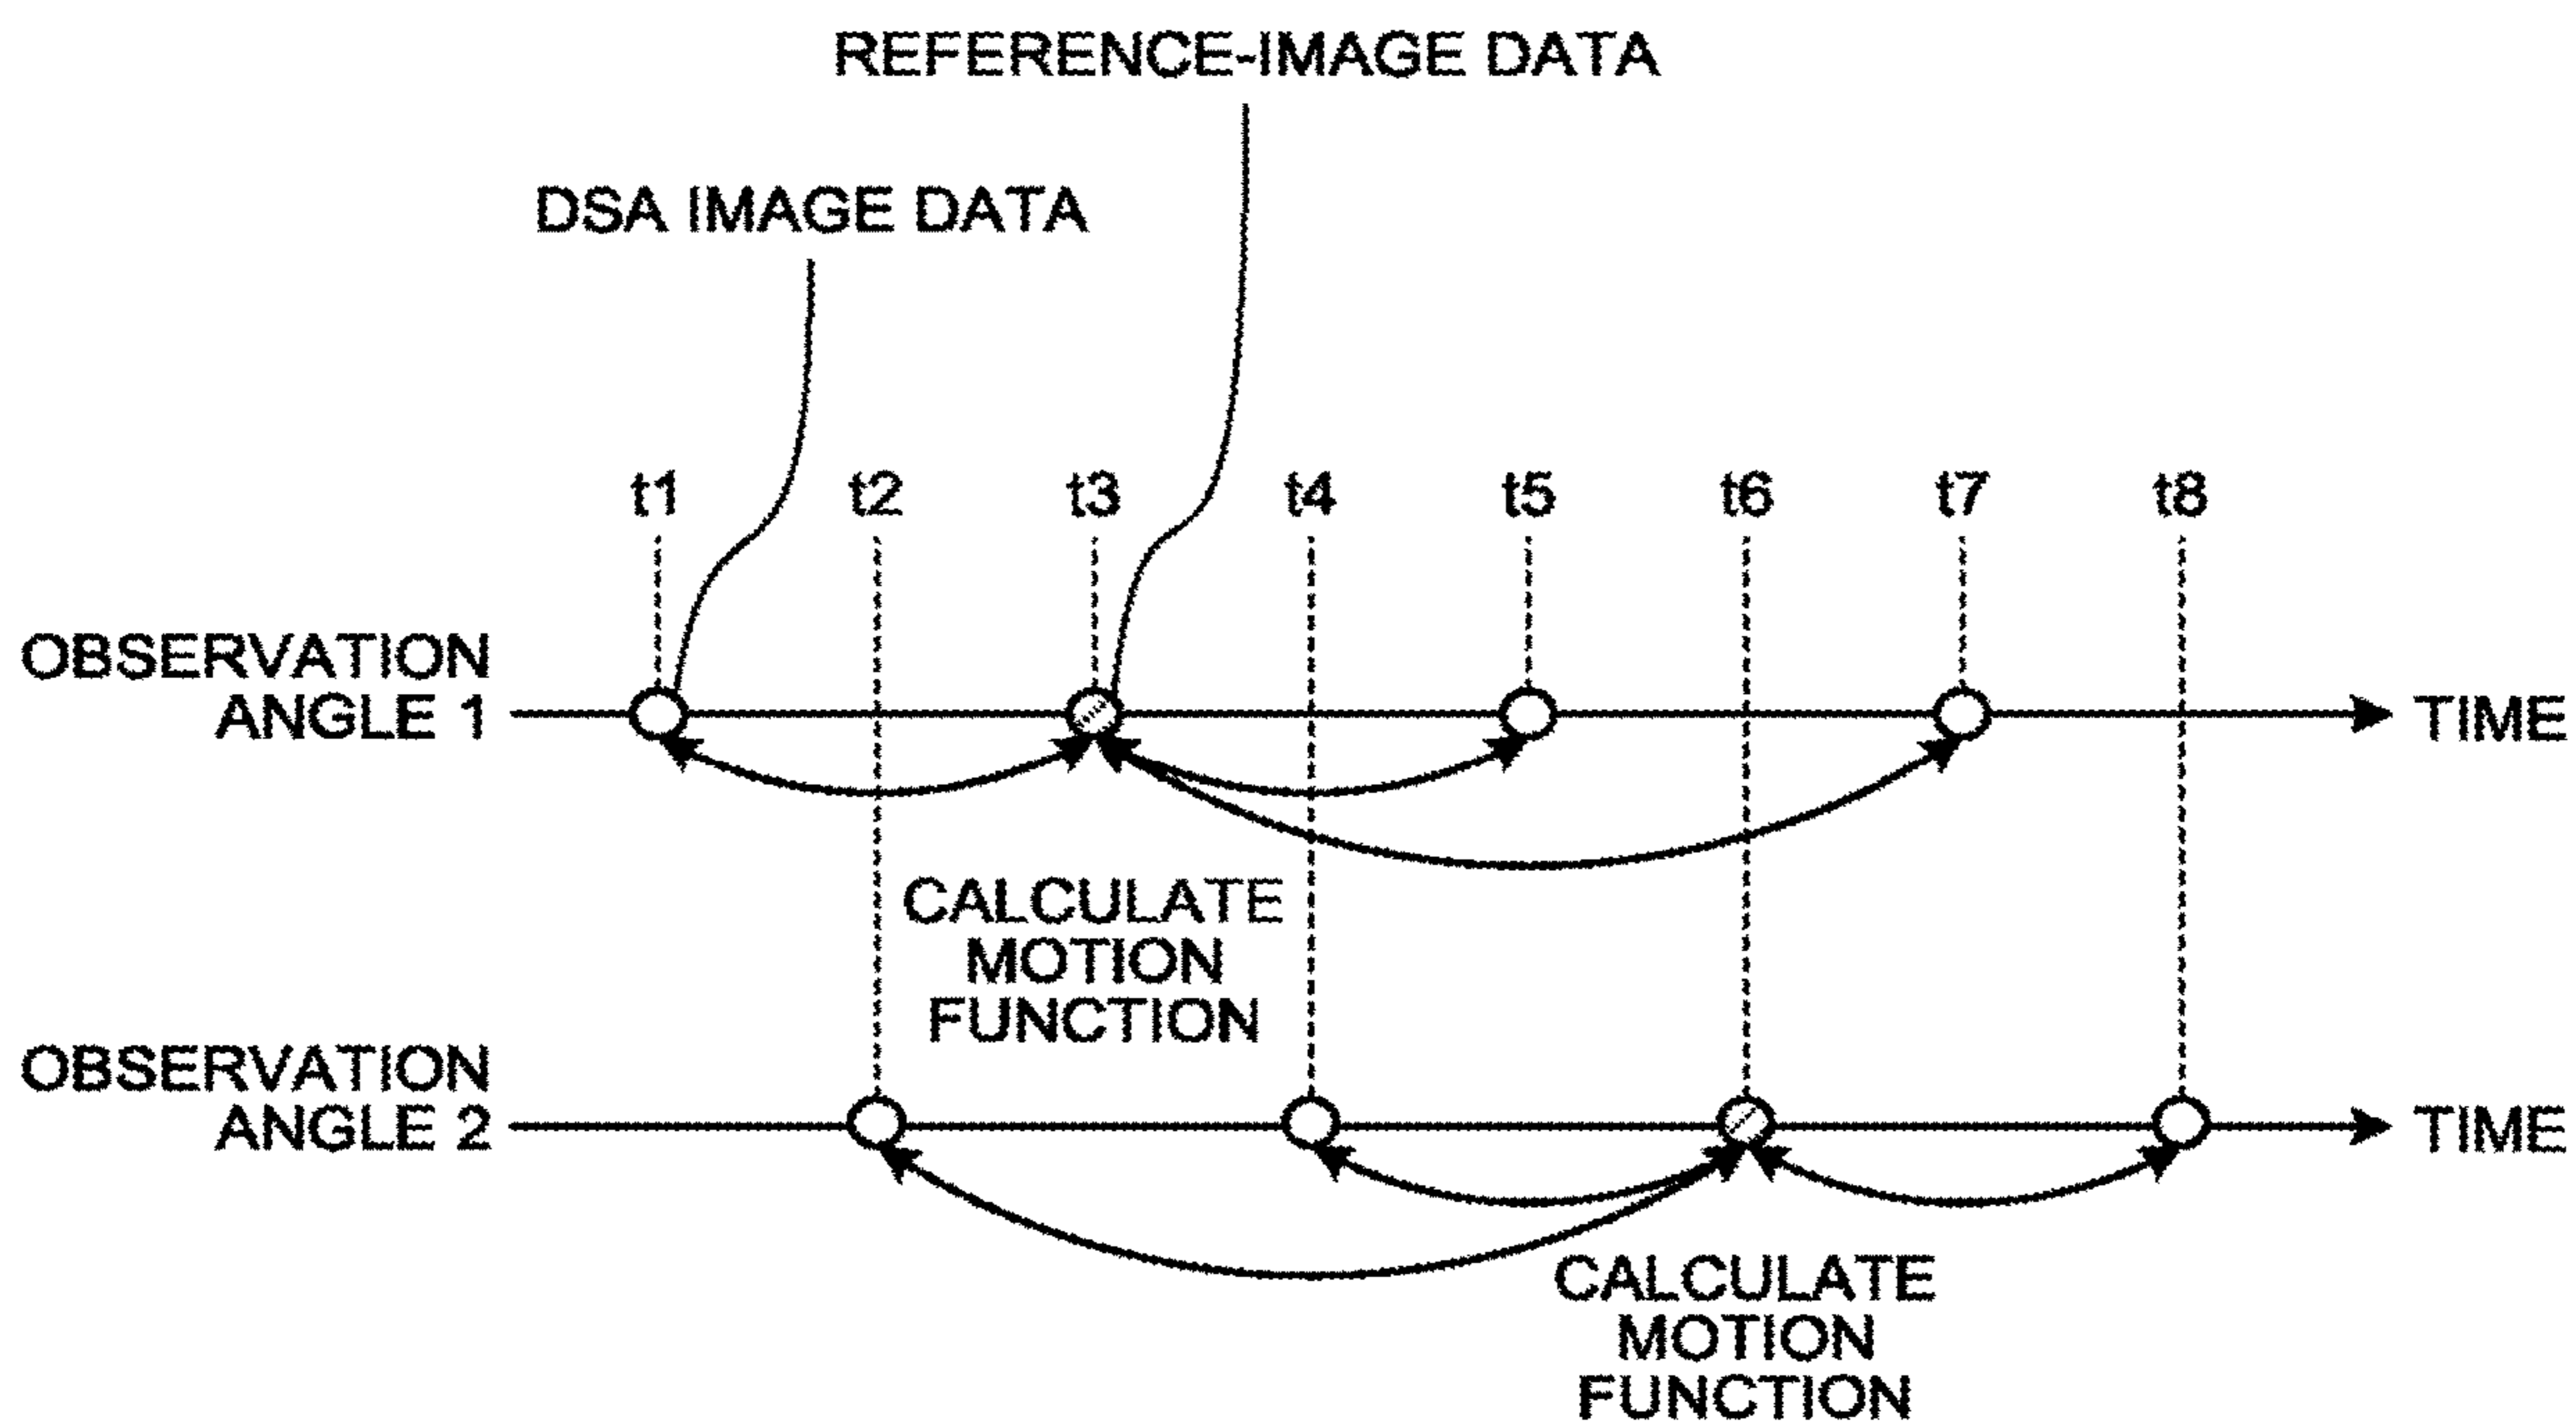 REFERENCE-IMAGE DATA
DSA IMAGE DATA
t1 t2 t3 t4 t5 t6 t7 t8
OBSERVATION
ANGLE 1
TIME
CALCULATE
MOTION
FUNCTION
OBSERVATION
ANGLE 2
TIME
CALCULATE
MOTION
FUNCTION